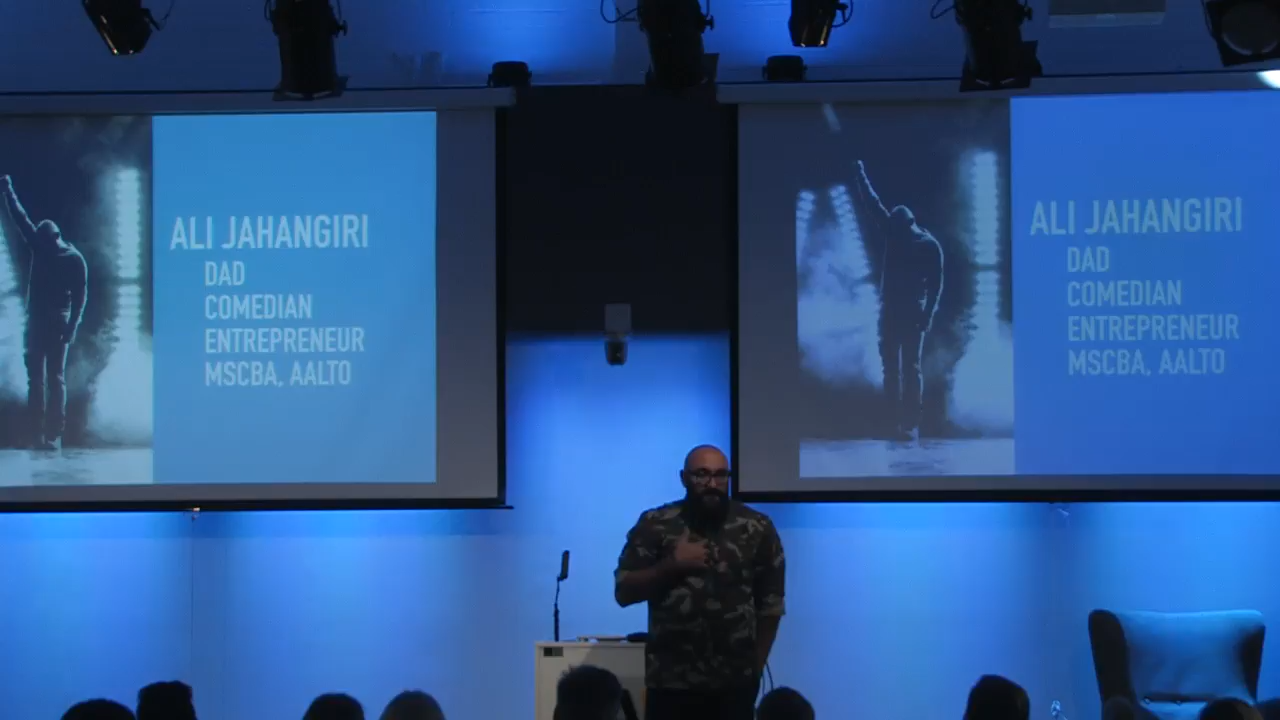 ALI JAHANGIRI
DAD
COMEDIAN
ENTREPRENEUR
MSCBA, AALTO
ALI JAHANGIRI
DAD
COMEDIAN
ENTREPRENEUR
MSCBA, AALTO